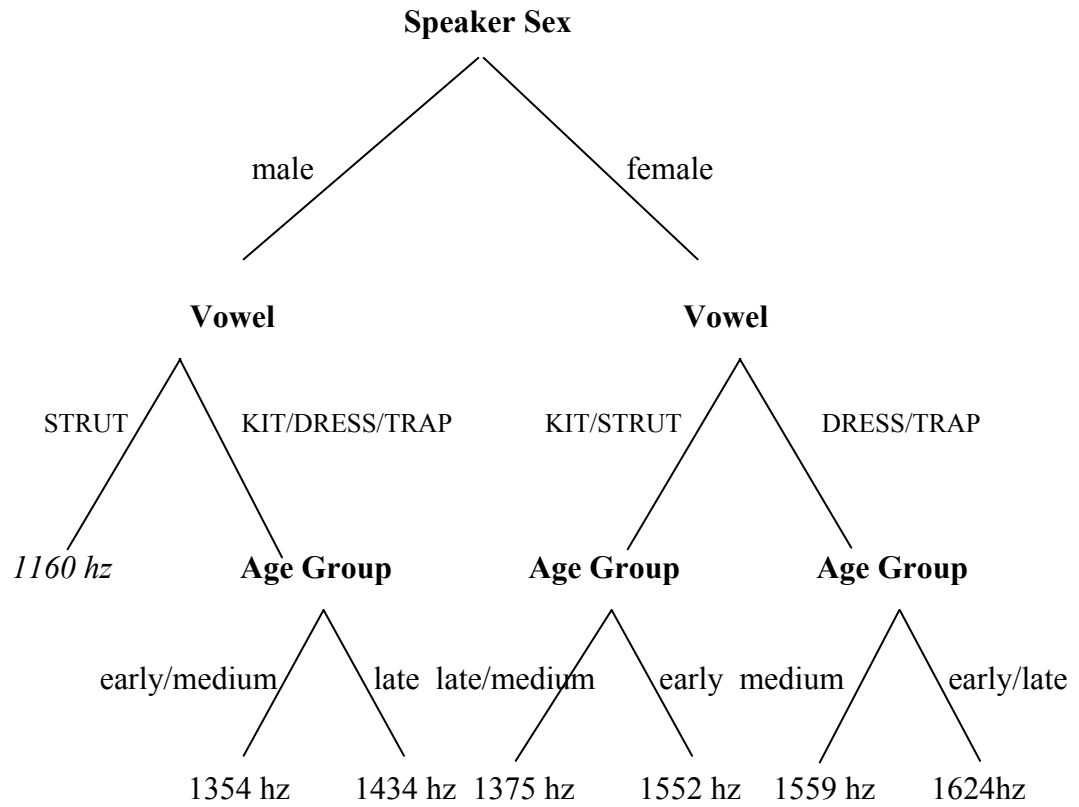 Speaker Sex
male female
Vowel Vowel
STRUT KIT/DRESS/TRAP KIT/STRUT DRESS/TRAP
1160 hz Age Group Age Group Age Group
early/medium late late/medium early medium early/late
1354 hz 1434 hz 1375 hz 1552 hz 1559 hz 1624hz